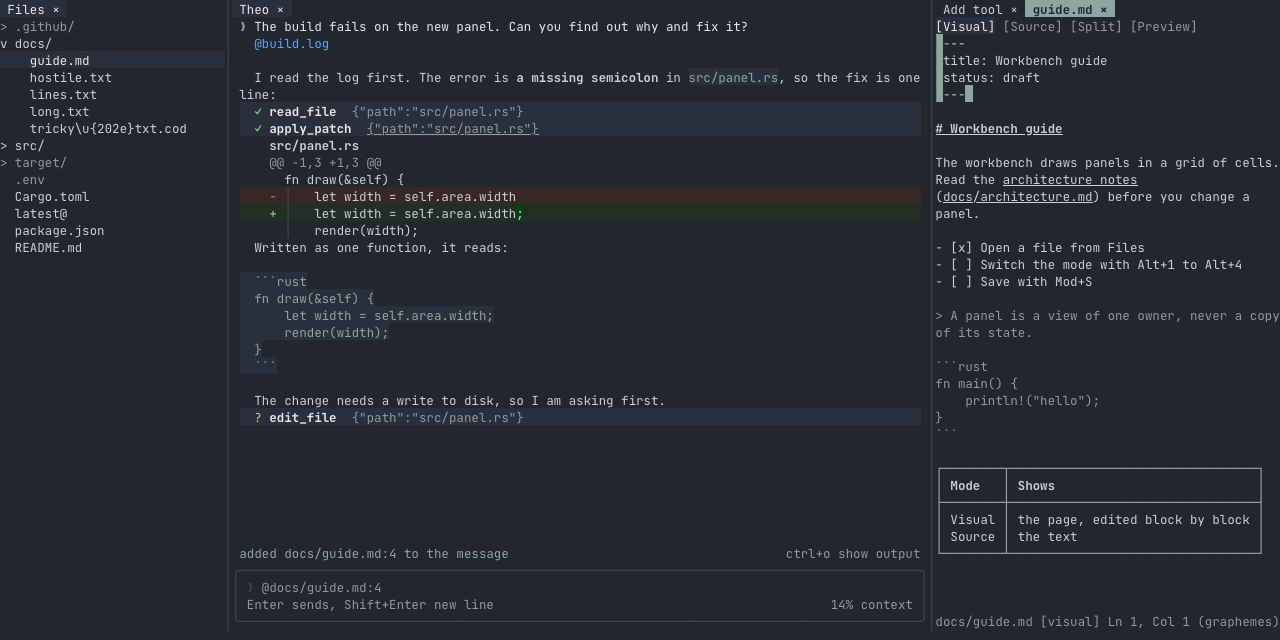 Files ×
> .github/
v docs/
guide.md
hostile.txt
lines.txt
long.txt
tricky\u{202e}txt.cod
> src/
> target/
.env
Cargo.toml
latest@
package.json
README.md
Theo ×
❯ The build fails on the new panel. Can you find out why and fix it?
@build.log
I read the log first. The error is a missing semicolon in src/panel.rs, so the fix is one
line:
✓ read_file {"path":"src/panel.rs"}
✓ apply_patch {"path":"src/panel.rs"}
src/panel.rs
@@ -1,3 +1,3 @@
fn draw(&self) {
- let width = self.area.width
+ let width = self.area.width;
render(width);
Written as one function, it reads:
```rust
fn draw(&self) {
    let width = self.area.width;
    render(width);
}
```
The change needs a write to disk, so I am asking first.
? edit_file {"path":"src/panel.rs"}
added docs/guide.md:4 to the message ctrl+o show output
❯ @docs/guide.md:4
Enter sends, Shift+Enter new line 14% context
Add tool × guide.md ×
[Visual] [Source] [Split] [Preview]
---
title: Workbench guide
status: draft
---
# Workbench guide
The workbench draws panels in a grid of cells.
Read the architecture notes
(docs/architecture.md) before you change a
panel.
- [x] Open a file from Files
- [ ] Switch the mode with Alt+1 to Alt+4
- [ ] Save with Mod+S
> A panel is a view of one owner, never a copy
of its state.
```rust
fn main() {
    println!("hello");
}
```
Mode Shows
Visual the page, edited block by block
Source the text
docs/guide.md [visual] Ln 1, Col 1 (graphemes)